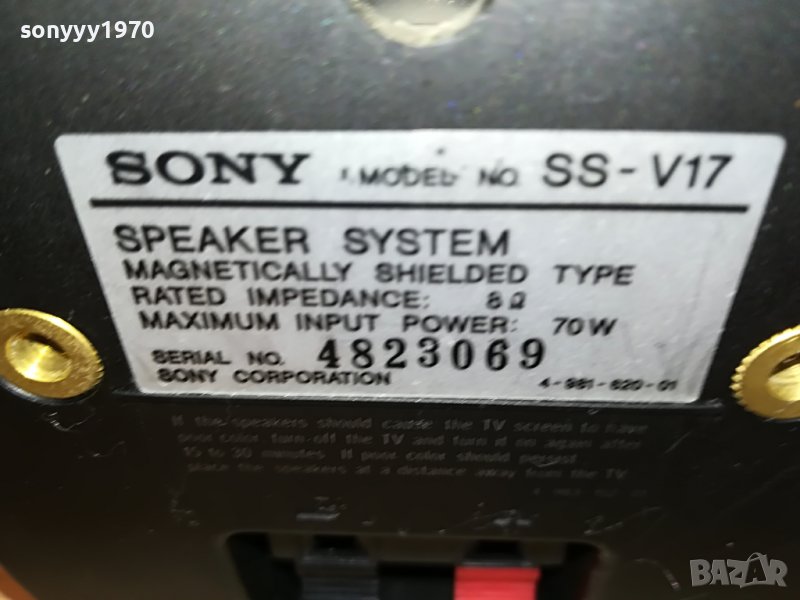 sonyyy1970
SONY MODEL NO. SS-V17
SPEAKER SYSTEM
MAGNETICALLY SHIELDED TYPE
RATED IMPEDANCE: 8Ω
MAXIMUM INPUT POWER: 70W
SERIAL NO. 4823069
SONY CORPORATION 4-981-620-01
If the speakers should cause the TV screen to have
poor color turn off the TV and turn it on again after
15 to 30 minutes. If poor color should persist
place the speakers at a distance away from the TV.
BAZAR